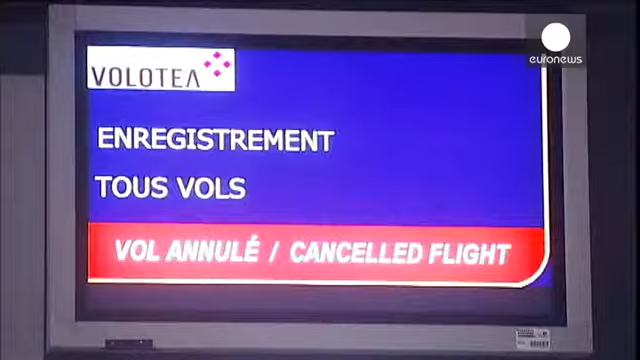 euronews
VOLOTEA
ENREGISTREMENT
TOUS VOLS
VOL ANNULÉ / CANCELLED FLIGHT